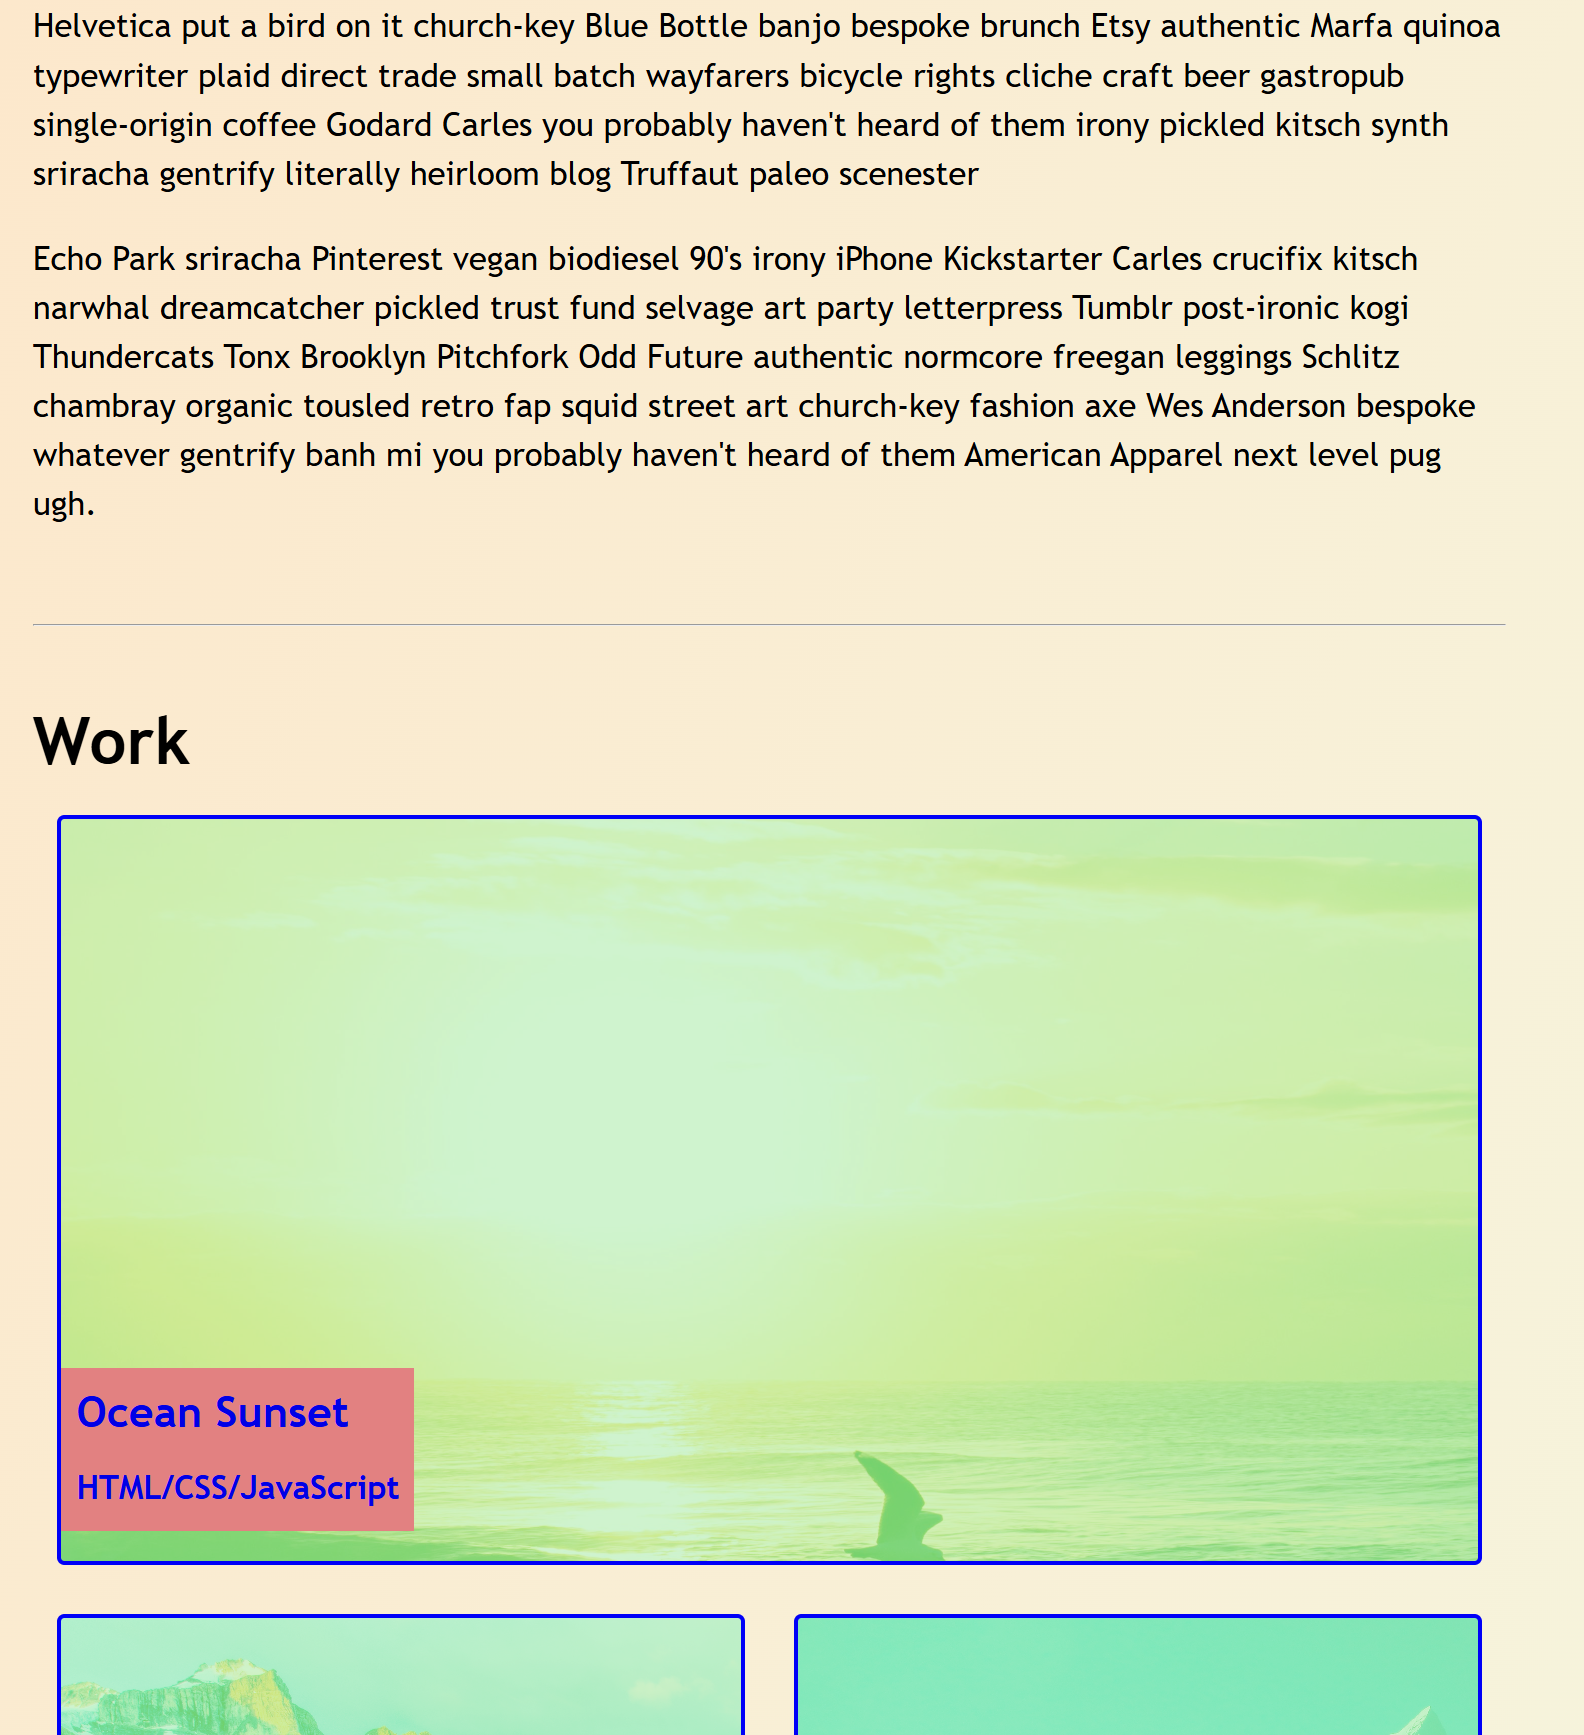 Helvetica put a bird on it church-key Blue Bottle banjo bespoke brunch Etsy authentic Marfa quinoa
typewriter plaid direct trade small batch wayfarers bicycle rights cliche craft beer gastropub
single-origin coffee Godard Carles you probably haven't heard of them irony pickled kitsch synth
sriracha gentrify literally heirloom blog Truffaut paleo scenester
Echo Park sriracha Pinterest vegan biodiesel 90's irony iPhone Kickstarter Carles crucifix kitsch
narwhal dreamcatcher pickled trust fund selvage art party letterpress Tumblr post-ironic kogi
Thundercats Tonx Brooklyn Pitchfork Odd Future authentic normcore freegan leggings Schlitz
chambray organic tousled retro fap squid street art church-key fashion axe Wes Anderson bespoke
whatever gentrify banh mi you probably haven't heard of them American Apparel next level pug
ugh.
Work
Ocean Sunset
HTML/CSS/JavaScript